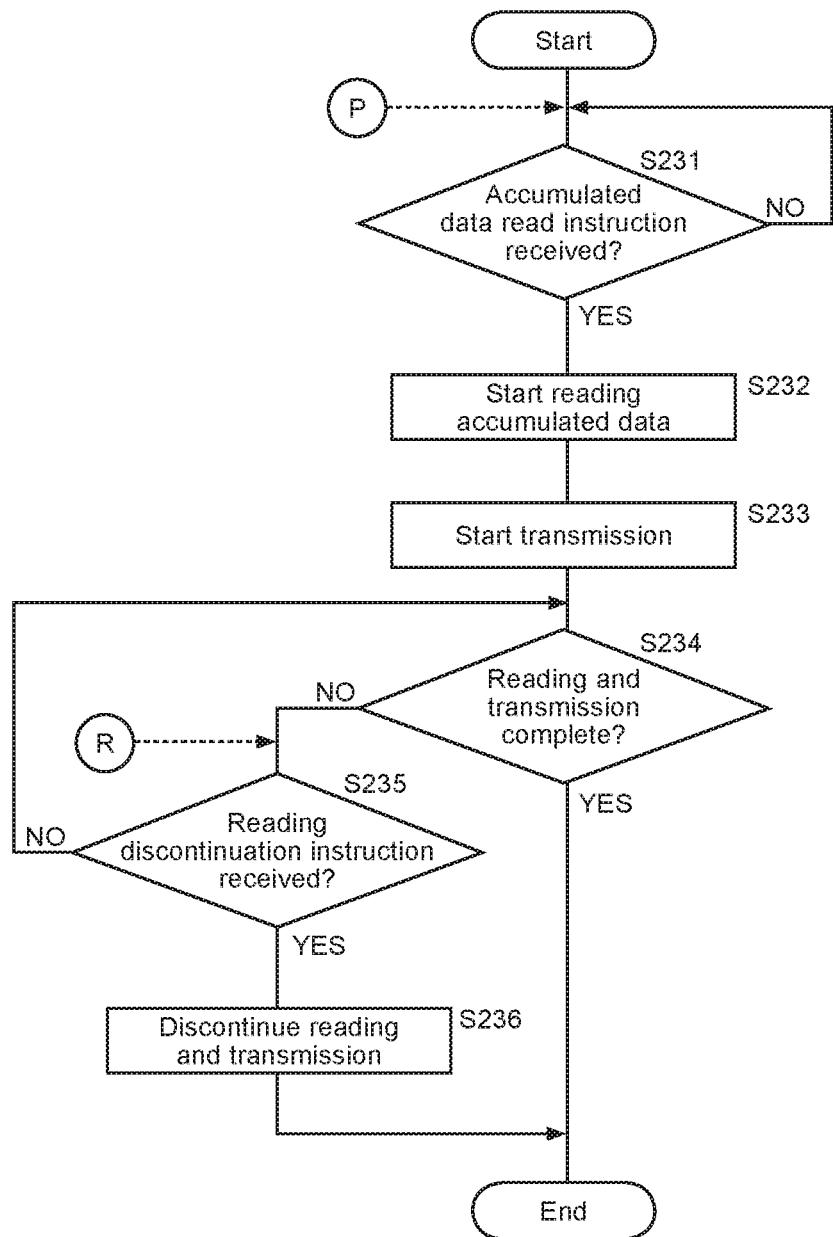 Start
P
S231
Accumulated
data read instruction
received?
NO
YES
S232
Start reading
accumulated data
S233
Start transmission
S234
Reading and
transmission
complete?
NO
YES
R
S235
Reading
discontinuation instruction
received?
NO
YES
S236
Discontinue reading
and transmission
End